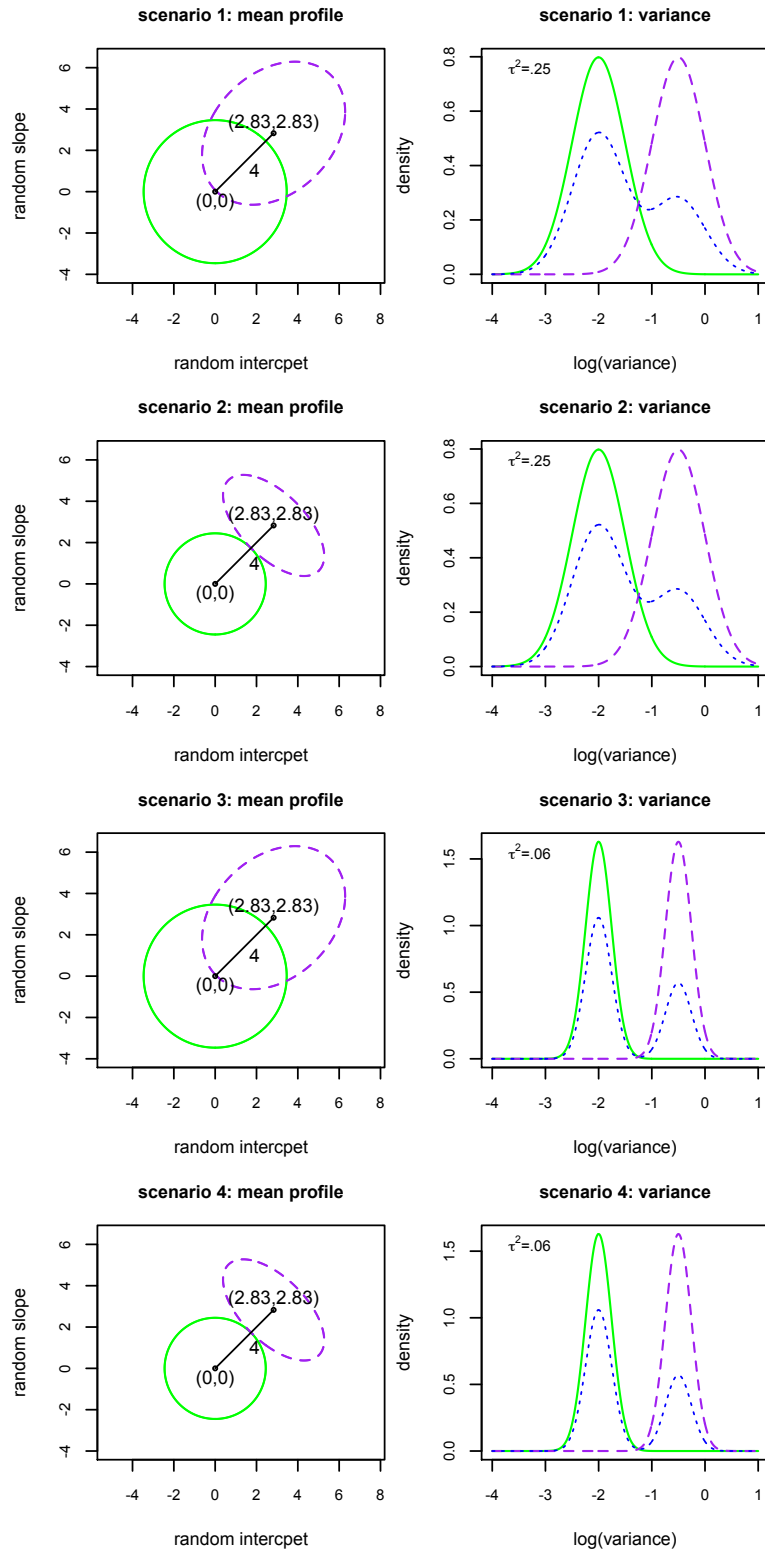 scenario 1: mean profile
random slope
6
4
2
0
-2
-4
(2.83,2.83)
4
(0,0)
-4 -2 0 2 4 6 8
random intercpet
scenario 1: variance
density
0.8
0.6
0.4
0.2
0.0
τ²=.25
-4 -3 -2 -1 0 1
log(variance)
scenario 2: mean profile
random slope
6
4
2
0
-2
-4
(2.83,2.83)
4
(0,0)
-4 -2 0 2 4 6 8
random intercpet
scenario 2: variance
density
0.8
0.6
0.4
0.2
0.0
τ²=.25
-4 -3 -2 -1 0 1
log(variance)
scenario 3: mean profile
random slope
6
4
2
0
-2
-4
(2.83,2.83)
4
(0,0)
-4 -2 0 2 4 6 8
random intercpet
scenario 3: variance
density
1.5
1.0
0.5
0.0
τ²=.06
-4 -3 -2 -1 0 1
log(variance)
scenario 4: mean profile
random slope
6
4
2
0
-2
-4
(2.83,2.83)
4
(0,0)
-4 -2 0 2 4 6 8
random intercpet
scenario 4: variance
density
1.5
1.0
0.5
0.0
τ²=.06
-4 -3 -2 -1 0 1
log(variance)